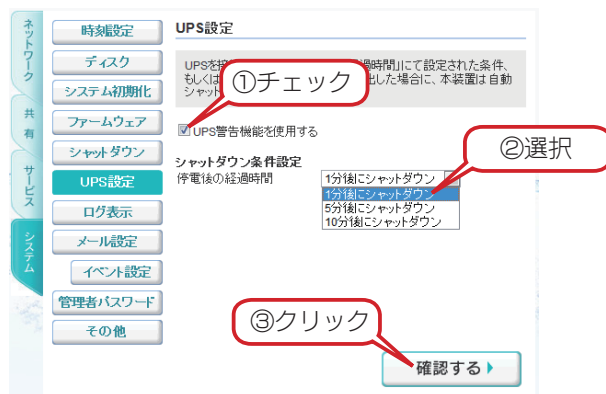 ネットワーク
共有
サービス
システム
時刻設定
ディスク
システム初期化
ファームウェア
シャットダウン
UPS設定
ログ表示
メール設定
イベント設定
管理者パスワード
その他
UPS設定
UPSを
過時間」にて設定された条件、
もしくは
出した場合に、本装置は自動
シャット
①チェック
UPS警告機能を使用する
②選択
シャットダウン条件設定
停電後の経過時間
1分後にシャットダウン
1分後にシャットダウン
5分後にシャットダウン
10分後にシャットダウン
③クリック
確認する